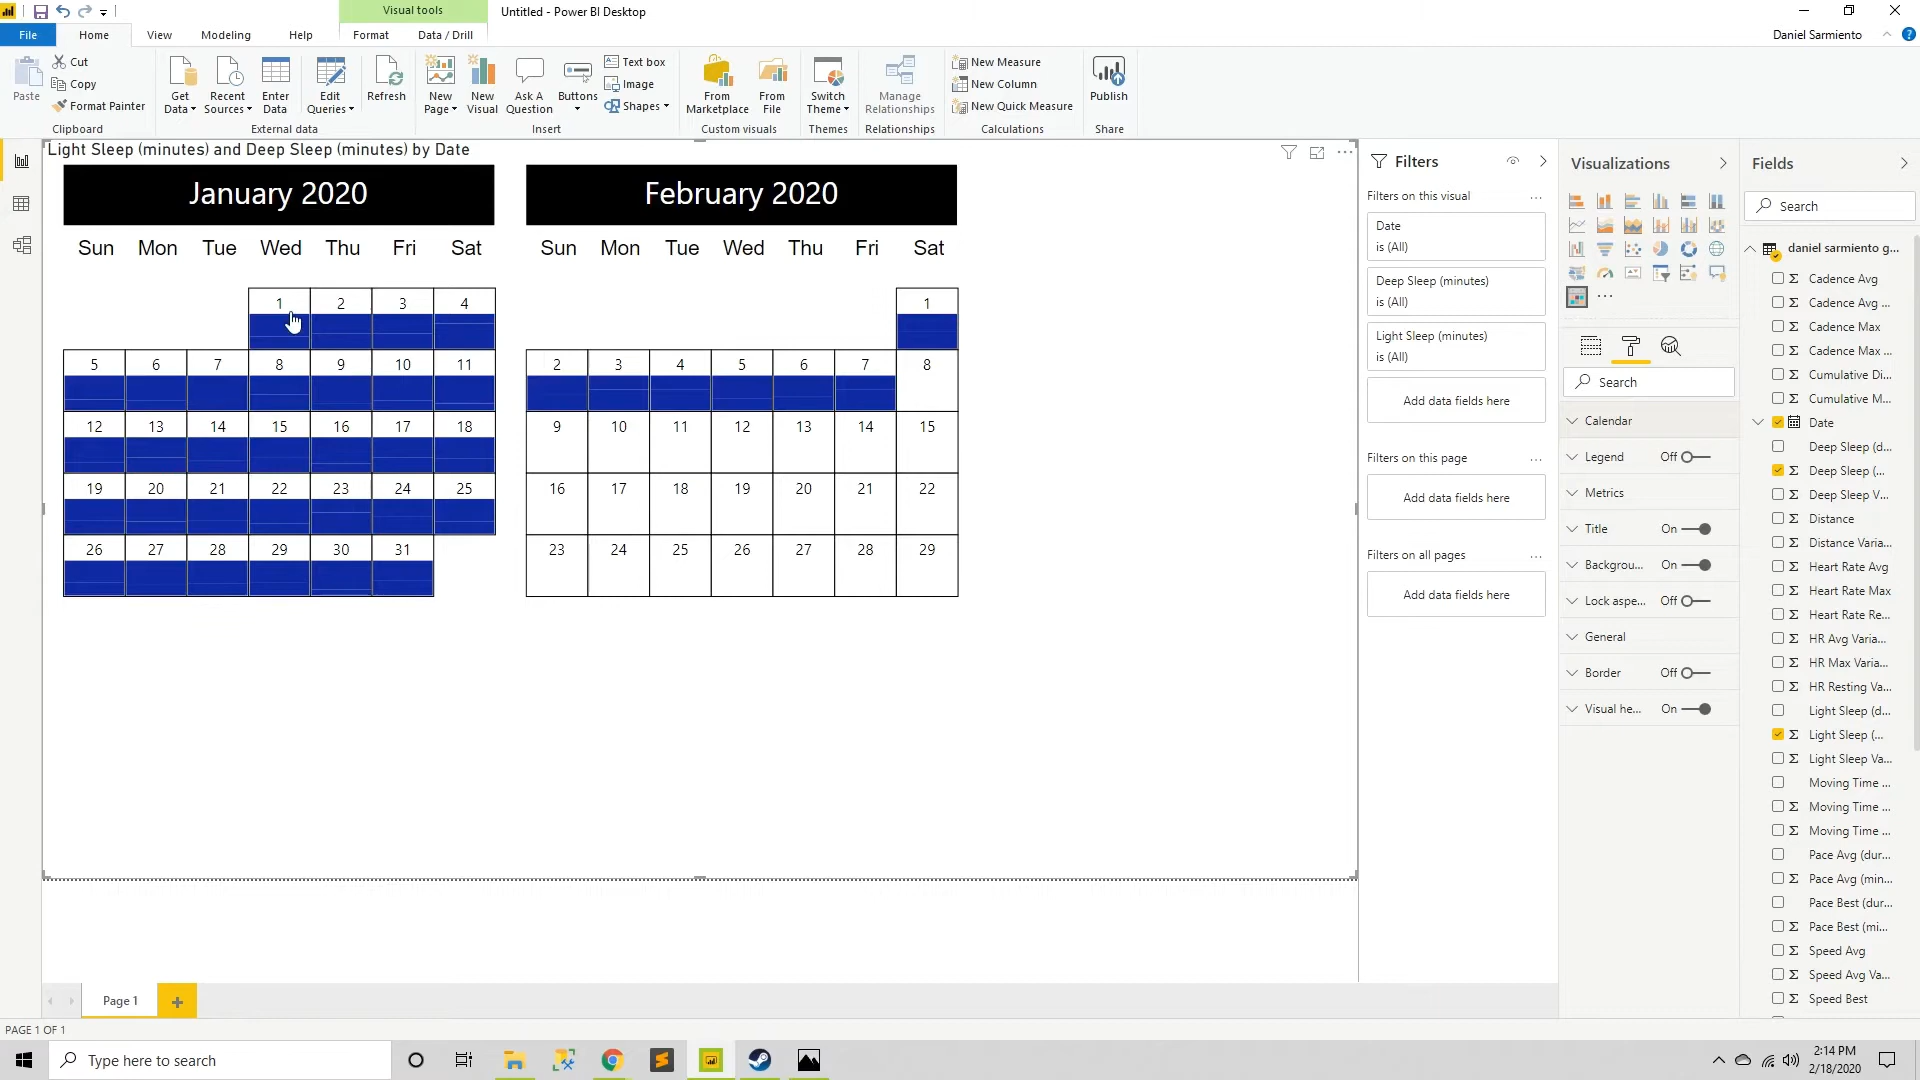 Visual tools
Untitled - Power BI Desktop
File Home View Modeling Help Format Data / Drill
Daniel Sarmiento
Paste
Cut
Copy
Format Painter
Clipboard
Get Data
Recent Sources
Enter Data
External data
Edit Queries
Refresh
New Page
New Visual
Ask A Question
Buttons
Text box
Image
Shapes
Insert
From Marketplace
From File
Custom visuals
Switch Theme
Themes
Manage Relationships
Relationships
New Measure
New Column
New Quick Measure
Calculations
Publish
Share
Light Sleep (minutes) and Deep Sleep (minutes) by Date
January 2020
Sun Mon Tue Wed Thu Fri Sat
1 2 3 4
5 6 7 8 9 10 11
12 13 14 15 16 17 18
19 20 21 22 23 24 25
26 27 28 29 30 31
February 2020
Sun Mon Tue Wed Thu Fri Sat
1
2 3 4 5 6 7 8
9 10 11 12 13 14 15
16 17 18 19 20 21 22
23 24 25 26 27 28 29
Filters
Filters on this visual ...
Date
is (All)
Deep Sleep (minutes)
is (All)
Light Sleep (minutes)
is (All)
Add data fields here
Filters on this page ...
Add data fields here
Filters on all pages ...
Add data fields here
Visualizations
Search
Calendar
Legend Off
Metrics
Title On
Backgrou... On
Lock aspe... Off
General
Border Off
Visual he... On
Fields
Search
daniel sarmiento g...
Cadence Avg
Cadence Avg ...
Cadence Max
Cadence Max ...
Cumulative Di...
Cumulative M...
Date
Deep Sleep (d...
Deep Sleep (...
Deep Sleep V...
Distance
Distance Varia...
Heart Rate Avg
Heart Rate Max
Heart Rate Re...
HR Avg Varia...
HR Max Varia...
HR Resting Va...
Light Sleep (d...
Light Sleep (...
Light Sleep Va...
Moving Time ...
Moving Time ...
Moving Time ...
Pace Avg (dur...
Pace Avg (min...
Pace Best (dur...
Pace Best (mi...
Speed Avg
Speed Avg Va...
Speed Best
Page 1
PAGE 1 OF 1
Type here to search
2:14 PM
2/18/2020